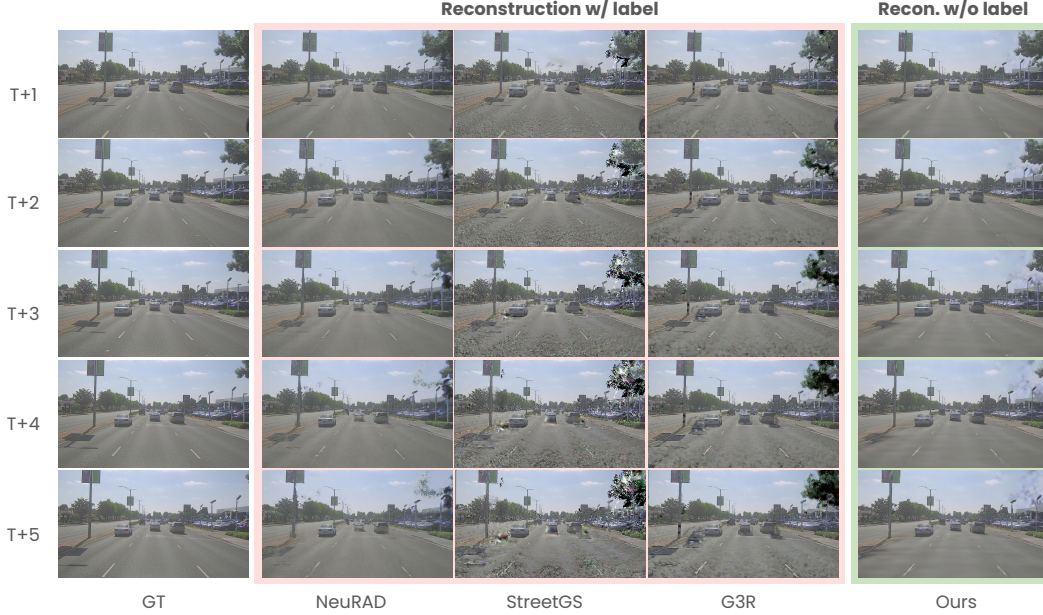 Reconstruction w/ label
Recon. w/o label
T+1
T+2
T+3
T+4
T+5
GT
NeuRAD
StreetGS
G3R
Ours